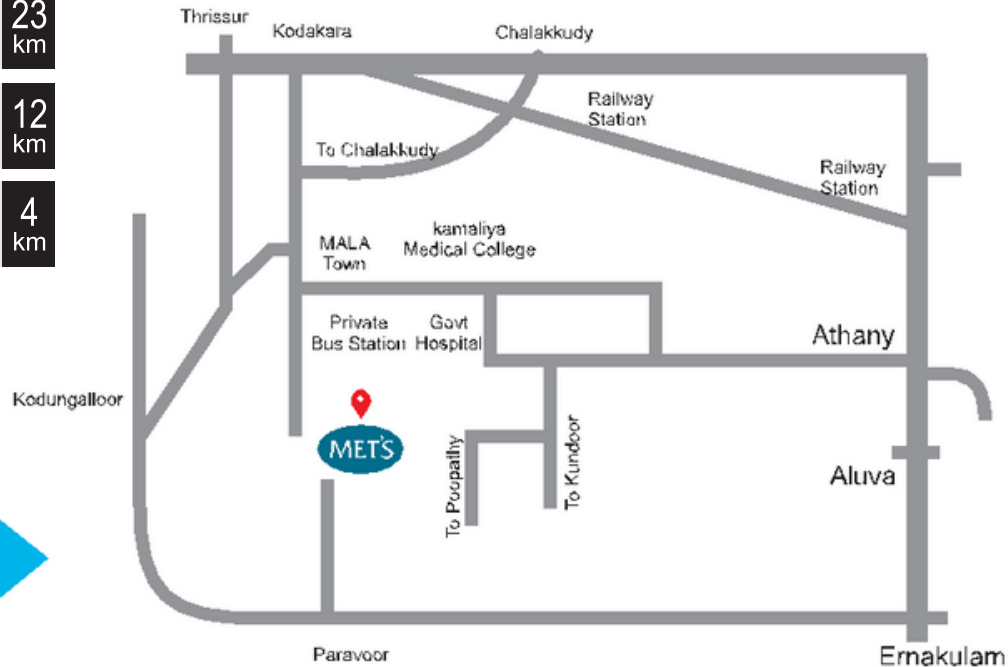 23
km
12
km
4
km
Thrissur
Kodakara
Chalakkudy
Railway
Station
To Chalakkudy
Railway
Station
MALA
Town
kamaliya
Medical College
Private
Bus Station
Govt
Hospital
Athany
Kodungalloor
MET'S
To Poopathy
To Kundoor
Aluva
Paravoor
Ernakulam